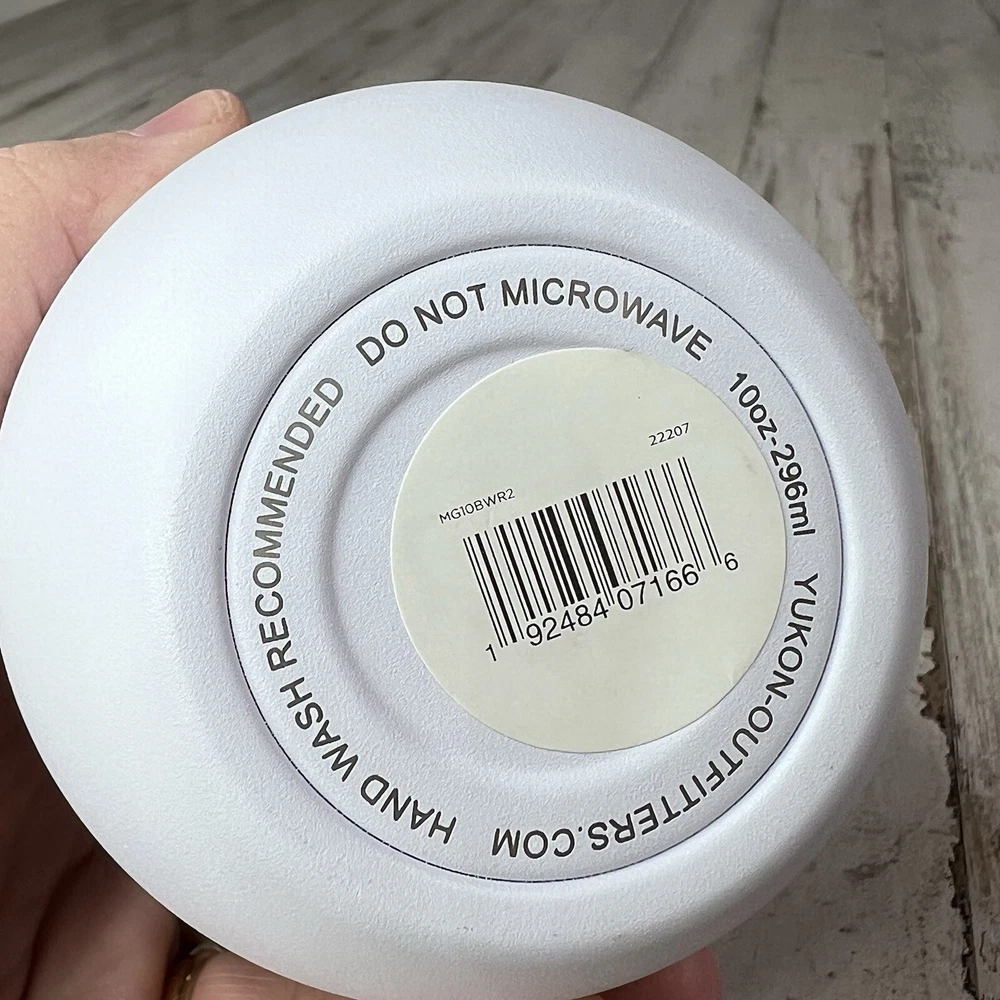 HAND WASH RECOMMENDED DO NOT MICROWAVE 10oz-296ml YUKON-OUTFITTERS.COM
MG10BWR2 22207
1 92484 07166 6